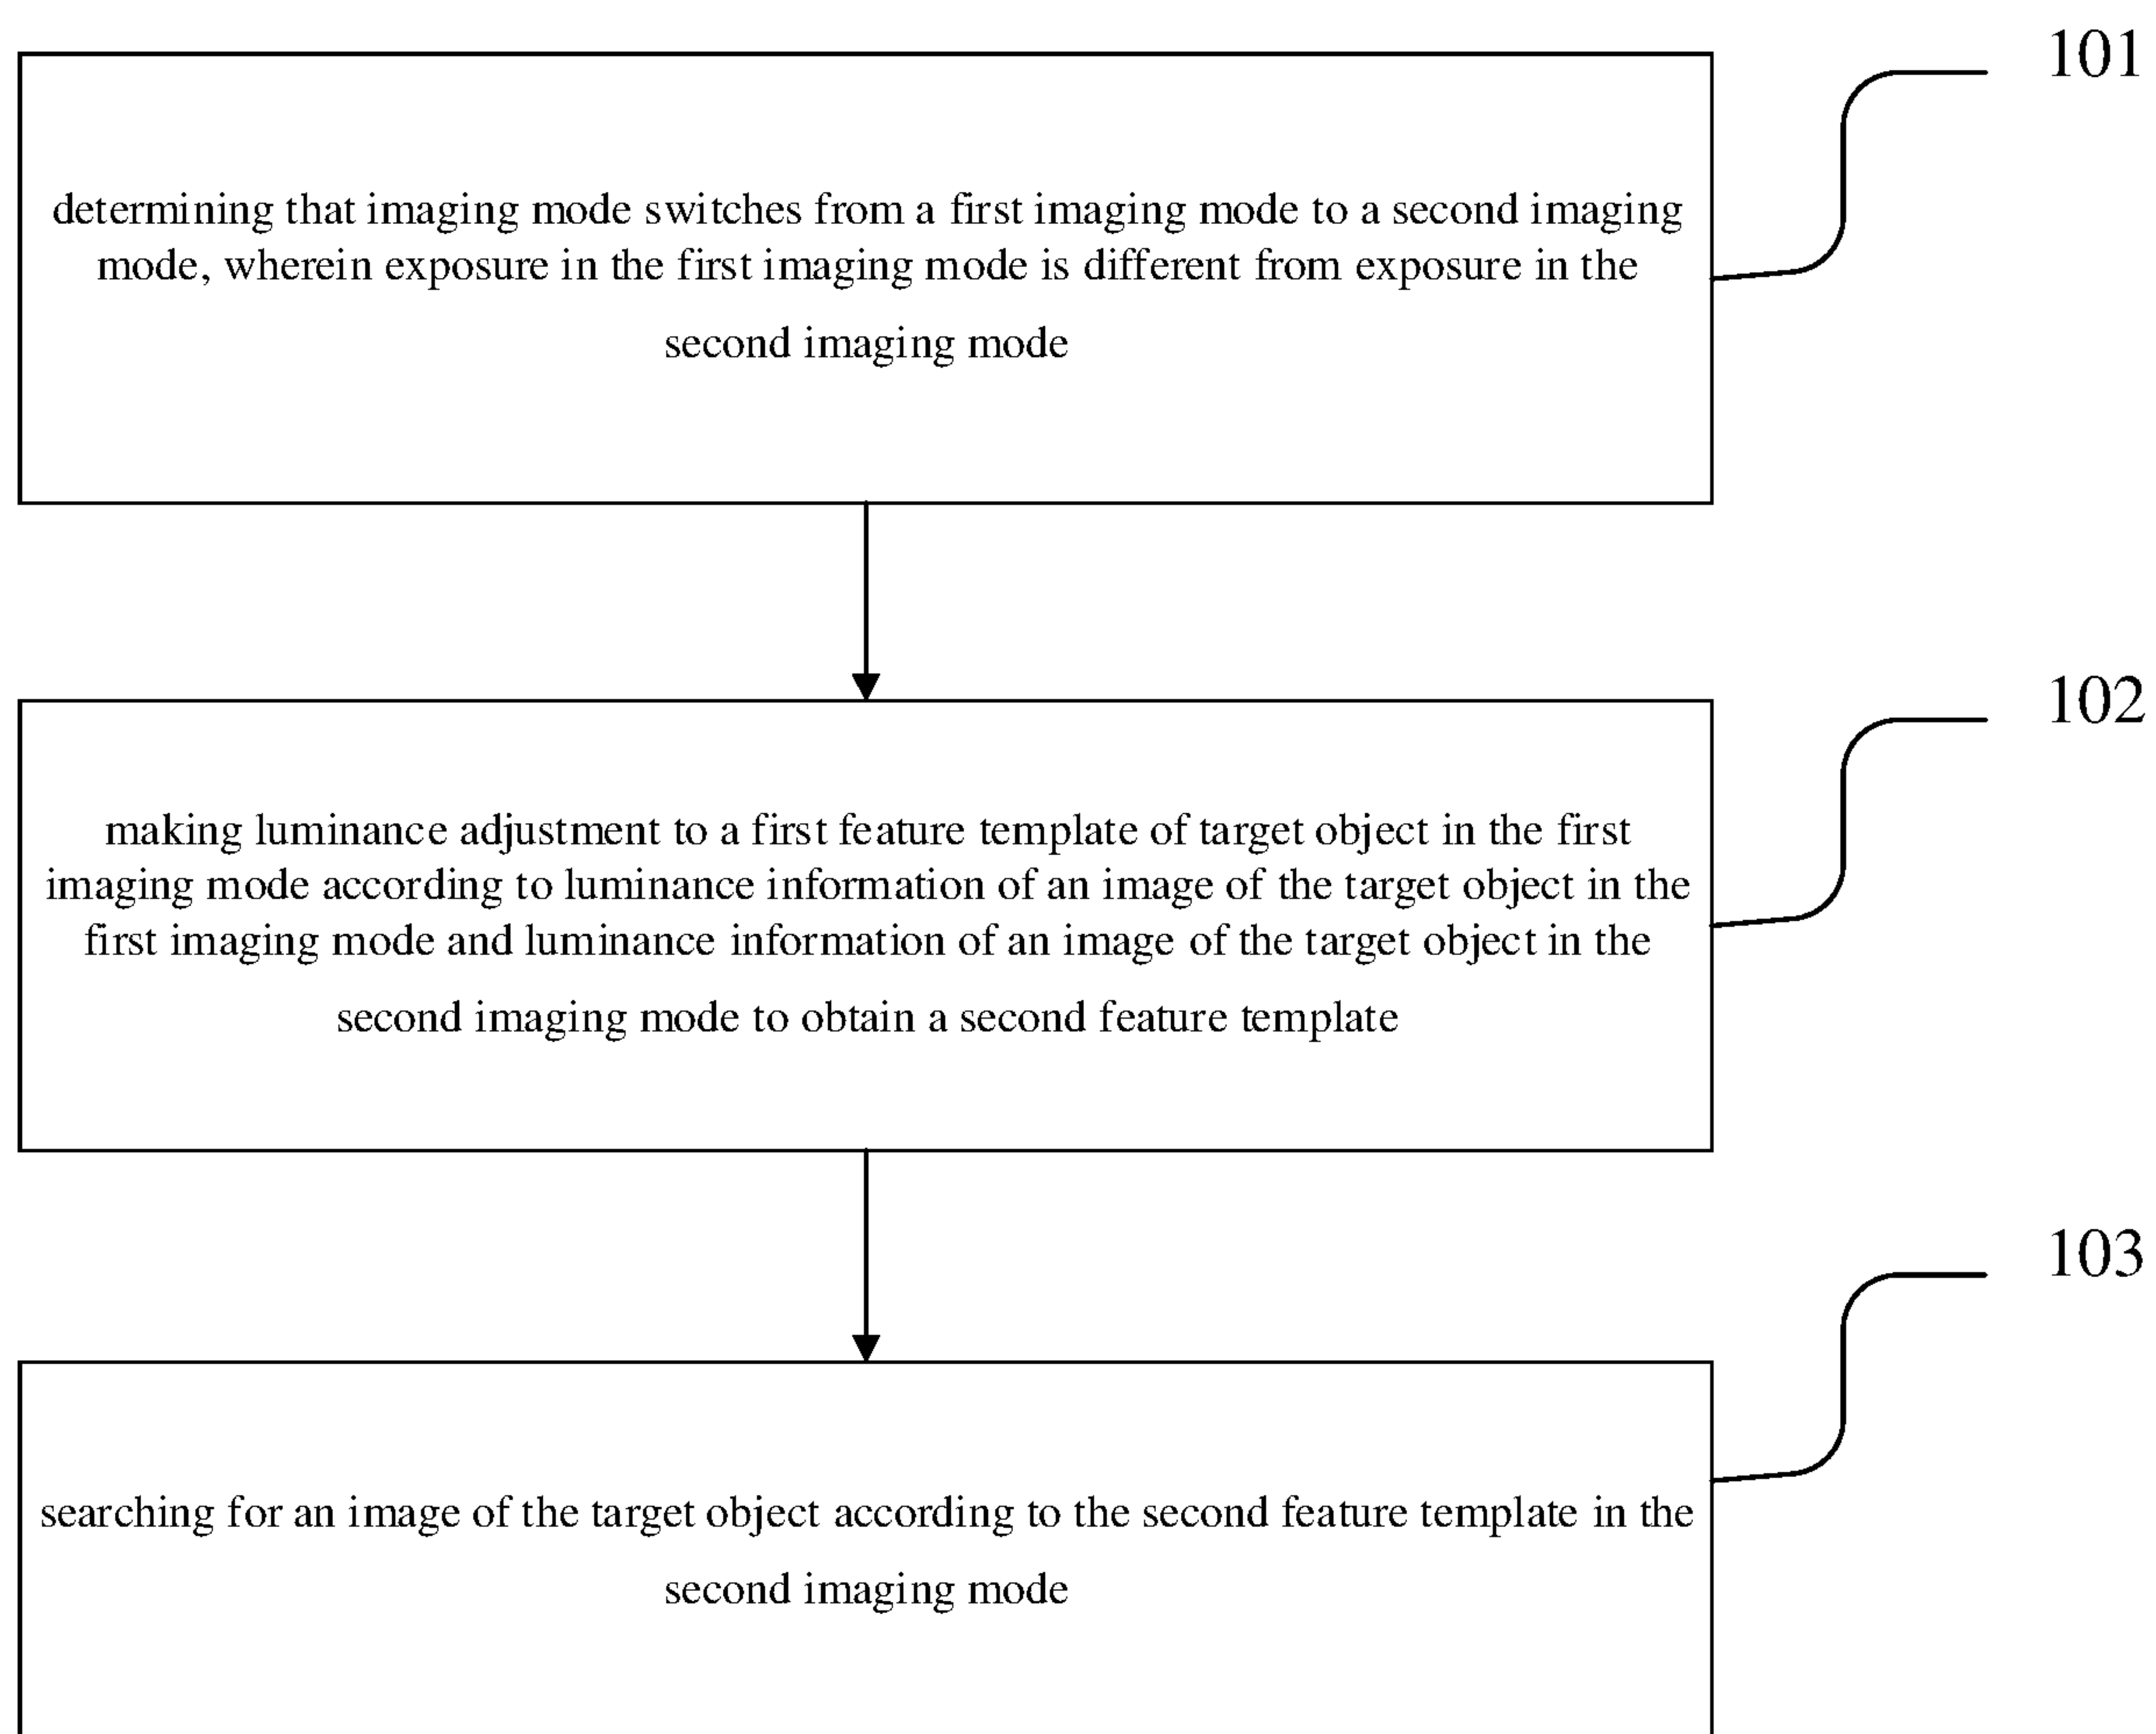 101
determining that imaging mode switches from a first imaging mode to a second imaging
mode, wherein exposure in the first imaging mode is different from exposure in the
second imaging mode
102
making luminance adjustment to a first feature template of target object in the first
imaging mode according to luminance information of an image of the target object in the
first imaging mode and luminance information of an image of the target object in the
second imaging mode to obtain a second feature template
103
searching for an image of the target object according to the second feature template in the
second imaging mode